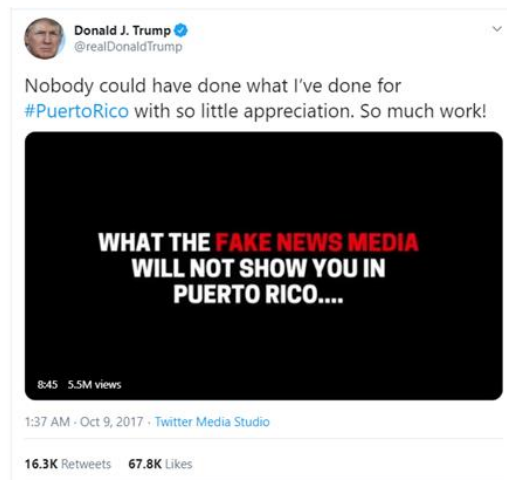 Donald J. Trump
@realDonaldTrump
Nobody could have done what I've done for
#PuertoRico with so little appreciation. So much work!
WHAT THE FAKE NEWS MEDIA
WILL NOT SHOW YOU IN
PUERTO RICO....
8:45 5.5M views
1:37 AM · Oct 9, 2017 · Twitter Media Studio
16.3K Retweets 67.8K Likes